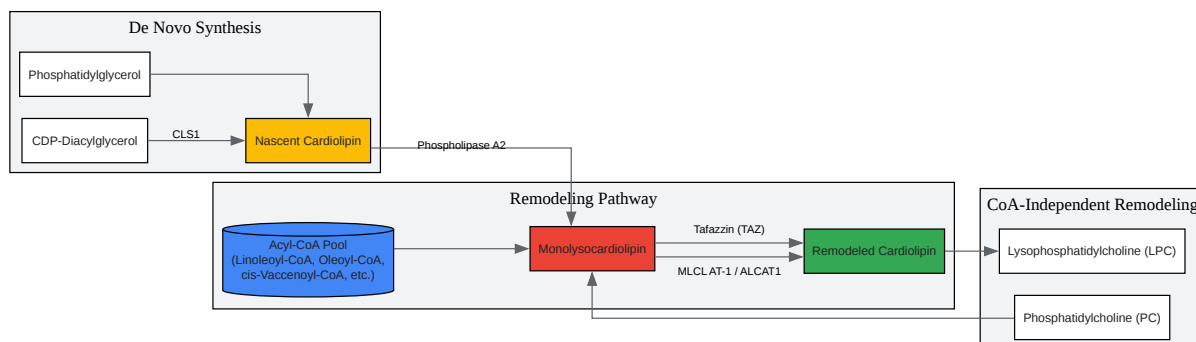 De Novo Synthesis
Phosphatidylglycerol
CDP-Diacylglycerol
CLS1
Nascent Cardiolipin
Phospholipase A2
Remodeling Pathway
Acyl-CoA Pool
(Linoleoyl-CoA, Oleoyl-CoA,
cis-Vaccenoyl-CoA, etc.)
Monolysocardiolipin
Tafazzin (TAZ)
MLCL AT-1 / ALCAT1
Remodeled Cardiolipin
CoA-Independent Remodeling
Lysophosphatidylcholine (LPC)
Phosphatidylcholine (PC)